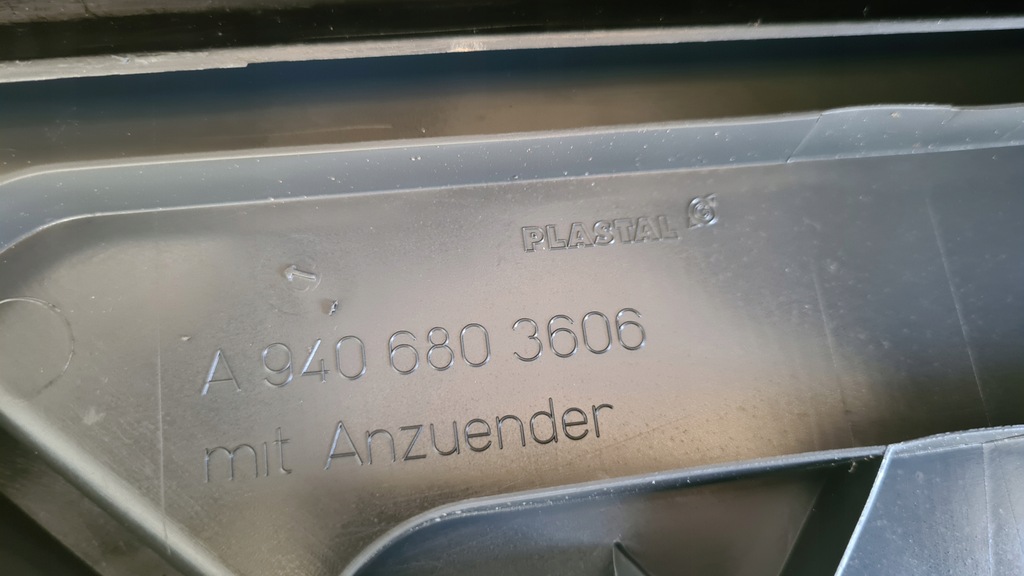 PLASTAL
A 940 680 3606
mit Anzuender